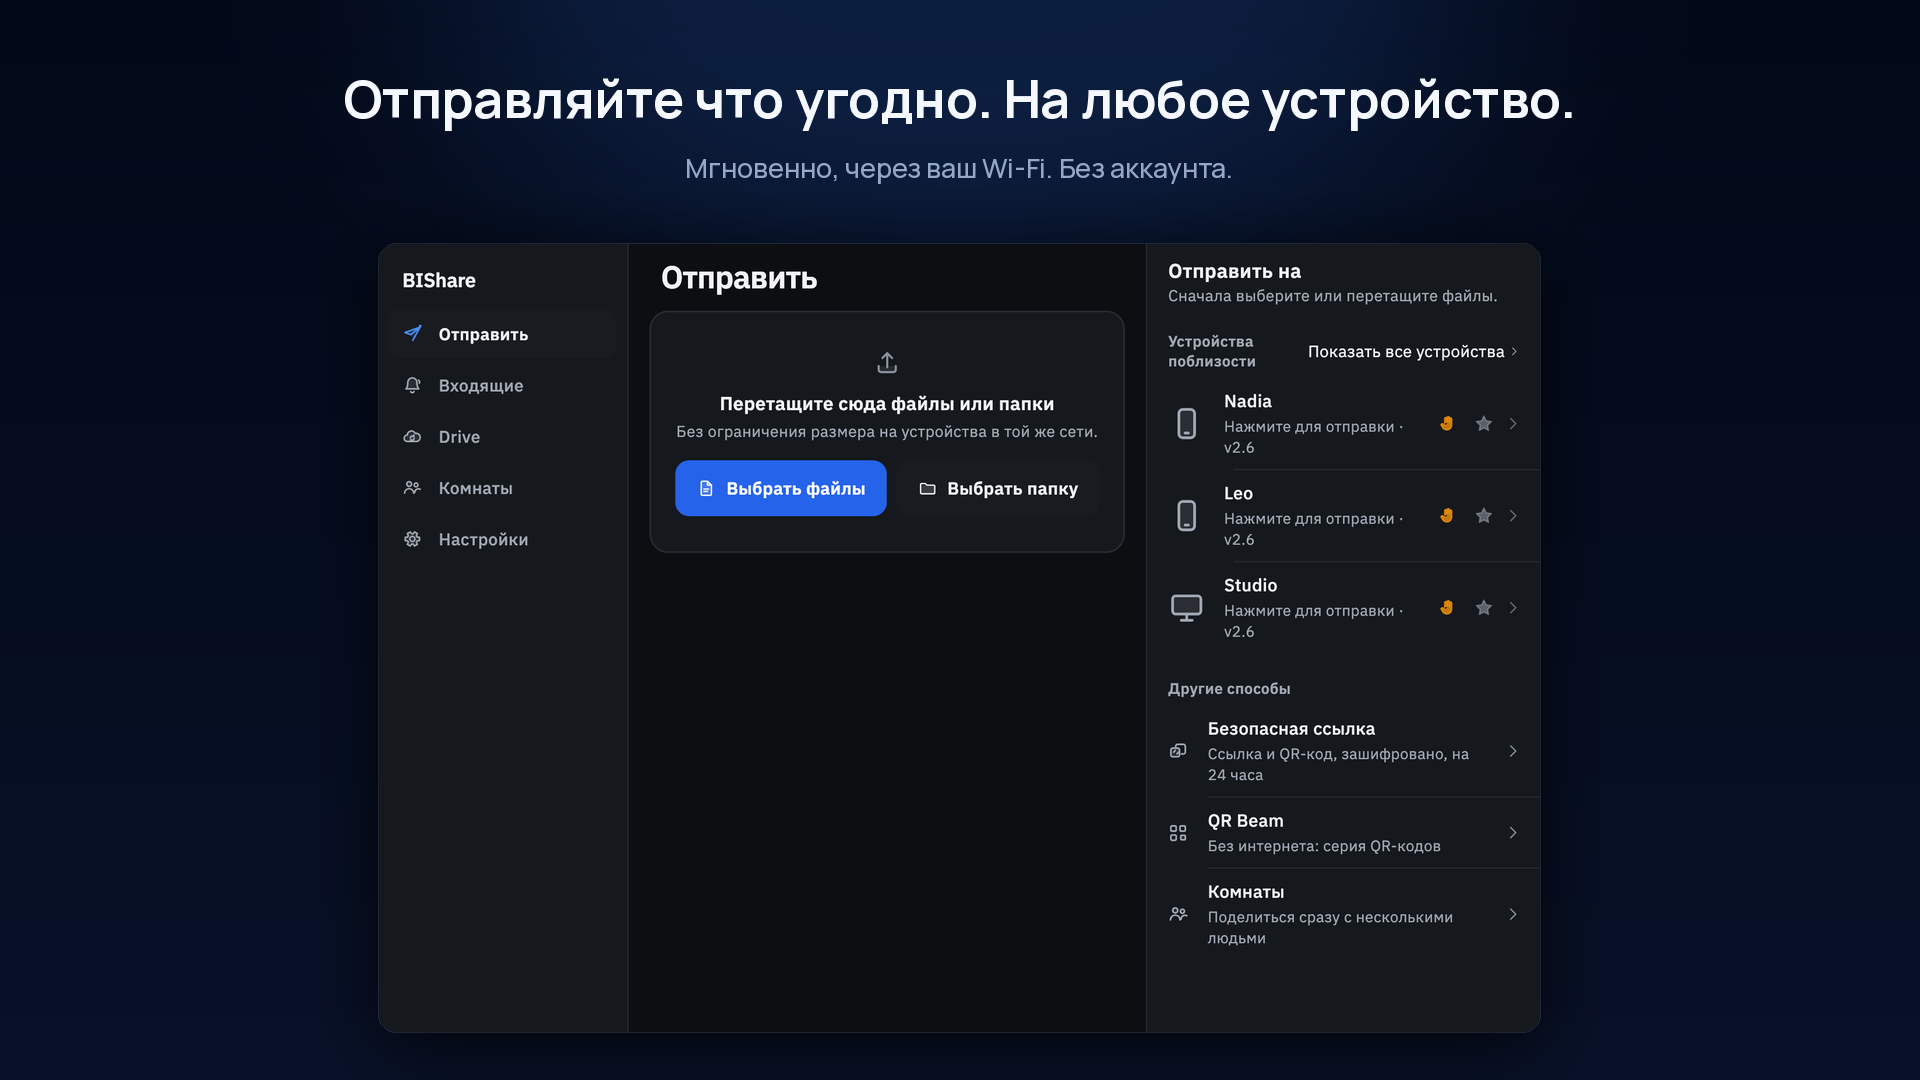 Отправляйте что угодно. На любое устройство.
Мгновенно, через ваш Wi-Fi. Без аккаунта.
BIShare
Отправить
Входящие
Drive
Комнаты
Настройки
Отправить
Перетащите сюда файлы или папки
Без ограничения размера на устройства в той же сети.
Выбрать файлы
Выбрать папку
Отправить на
Сначала выберите или перетащите файлы.
Устройства
поблизости
Показать все устройства
Nadia
Нажмите для отправки ·
v2.6
Leo
Нажмите для отправки ·
v2.6
Studio
Нажмите для отправки ·
v2.6
Другие способы
Безопасная ссылка
Ссылка и QR-код, зашифровано, на
24 часа
QR Beam
Без интернета: серия QR-кодов
Комнаты
Поделиться сразу с несколькими
людьми